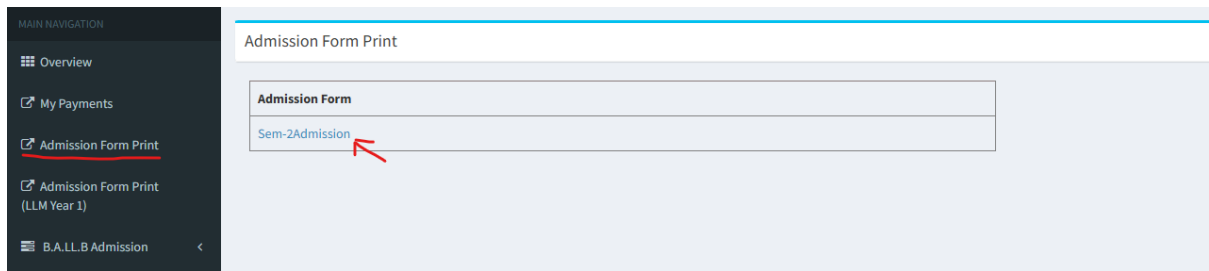 MAIN NAVIGATION
Overview
My Payments
Admission Form Print
Admission Form Print
(LLM Year 1)
B.A.LL.B Admission
Admission Form Print
Admission Form
Sem-2Admission